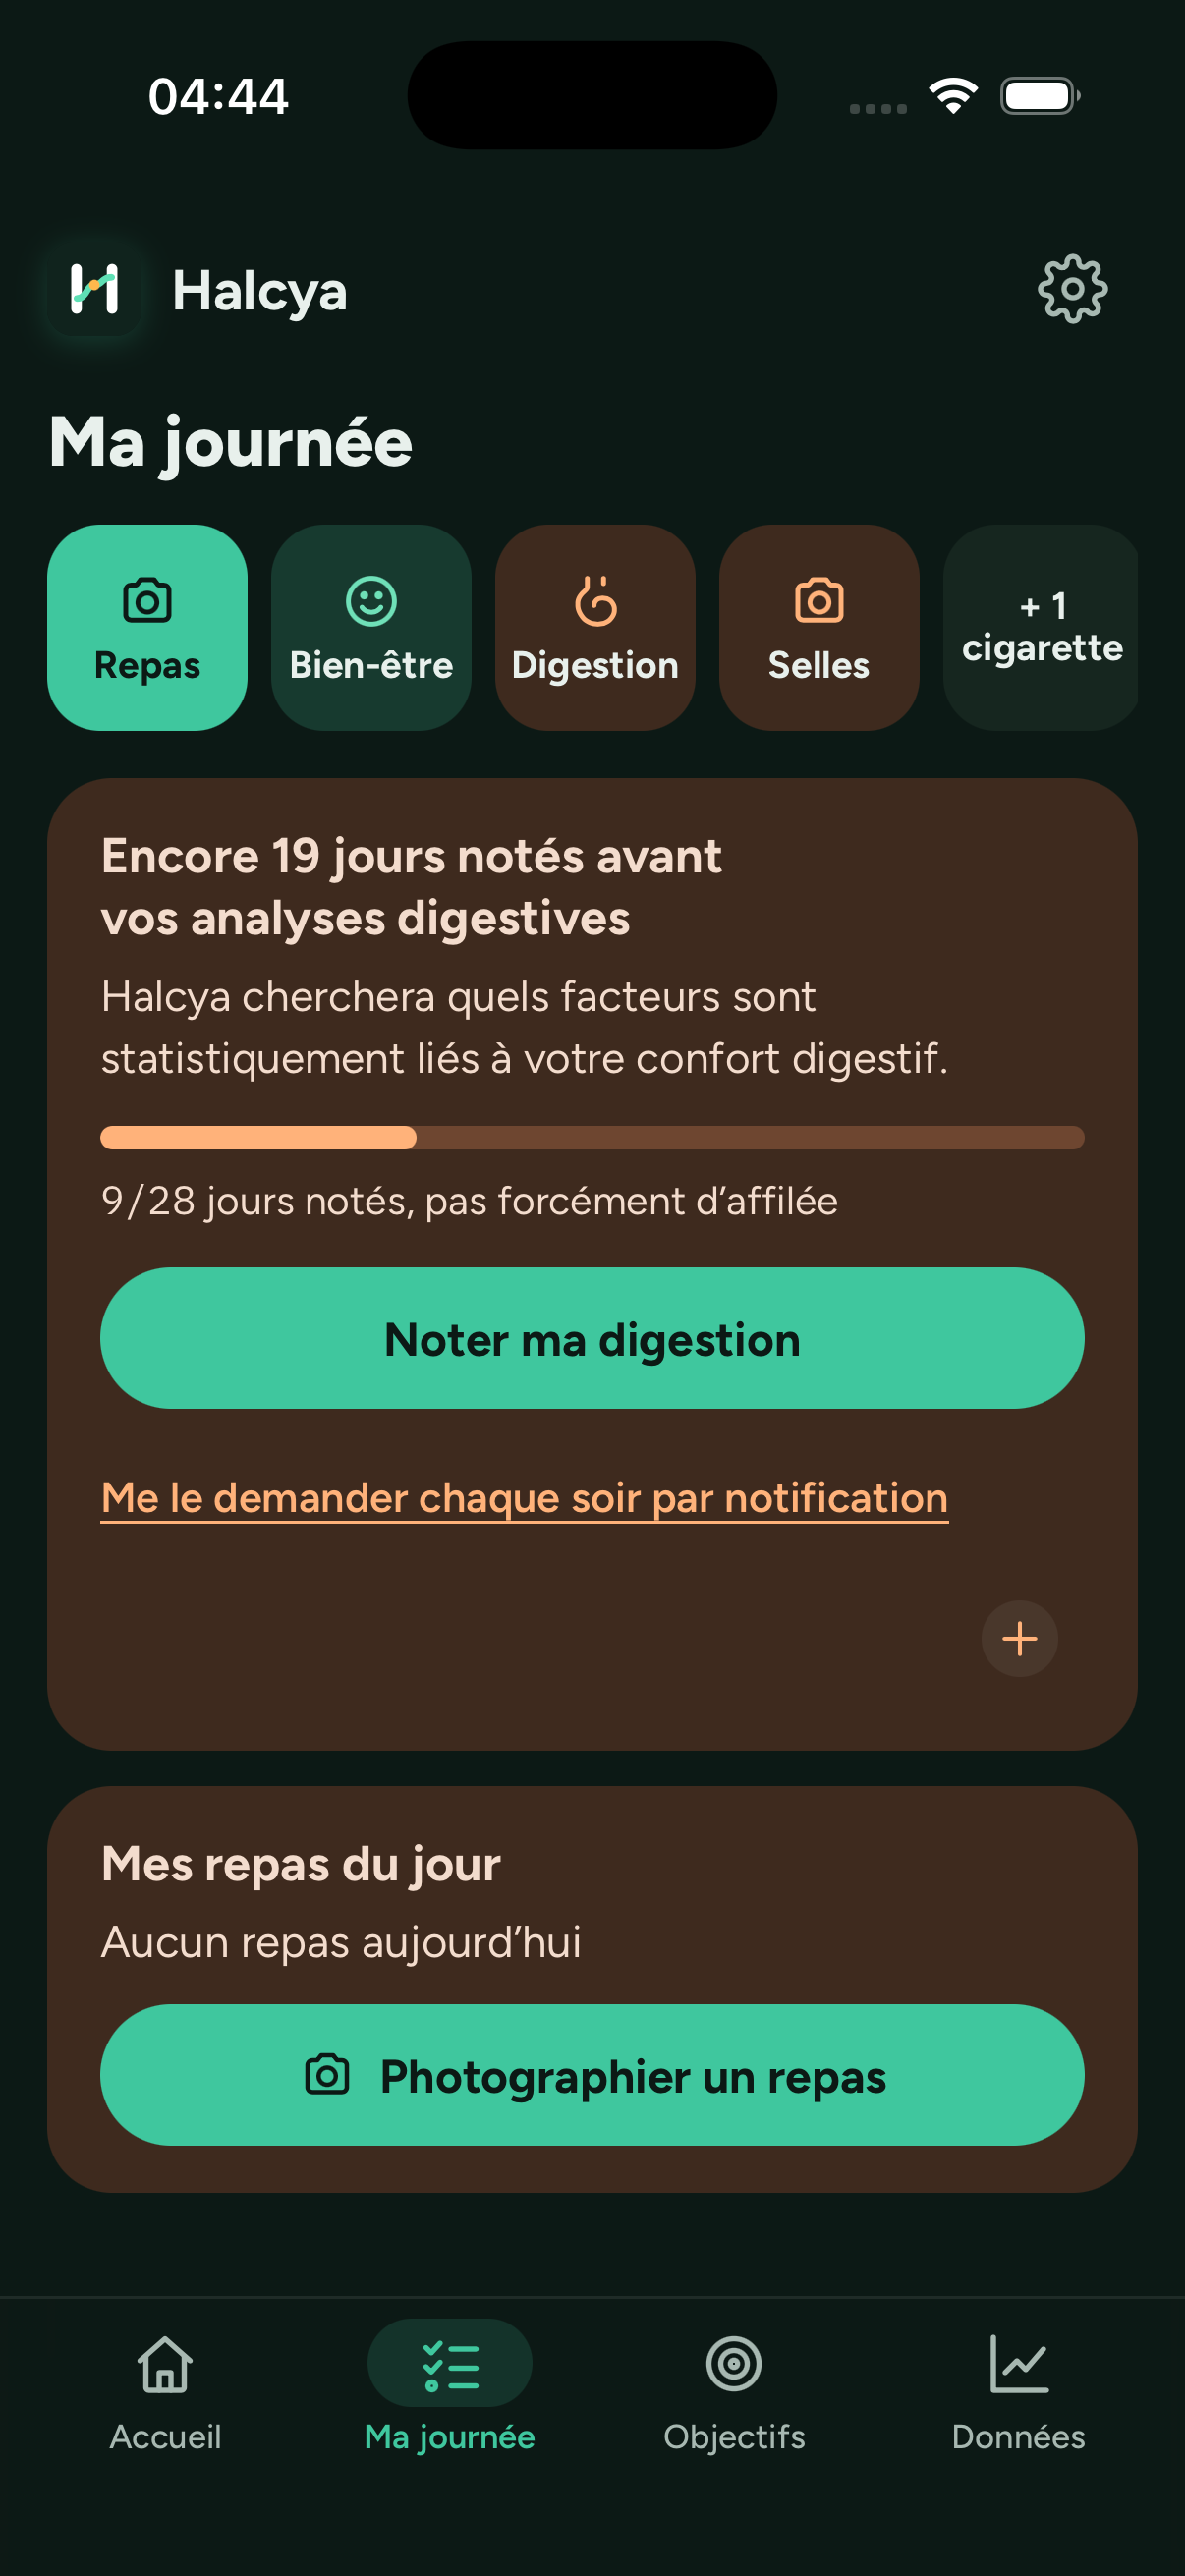 04:44
Halcya
Ma journée
Repas
Bien-être
Digestion
Selles
+ 1
cigarette
Encore 19 jours notés avant
vos analyses digestives
Halcya cherchera quels facteurs sont
statistiquement liés à votre confort digestif.
9/28 jours notés, pas forcément d’affilée
Noter ma digestion
Me le demander chaque soir par notification
Mes repas du jour
Aucun repas aujourd’hui
Photographier un repas
Accueil
Ma journée
Objectifs
Données